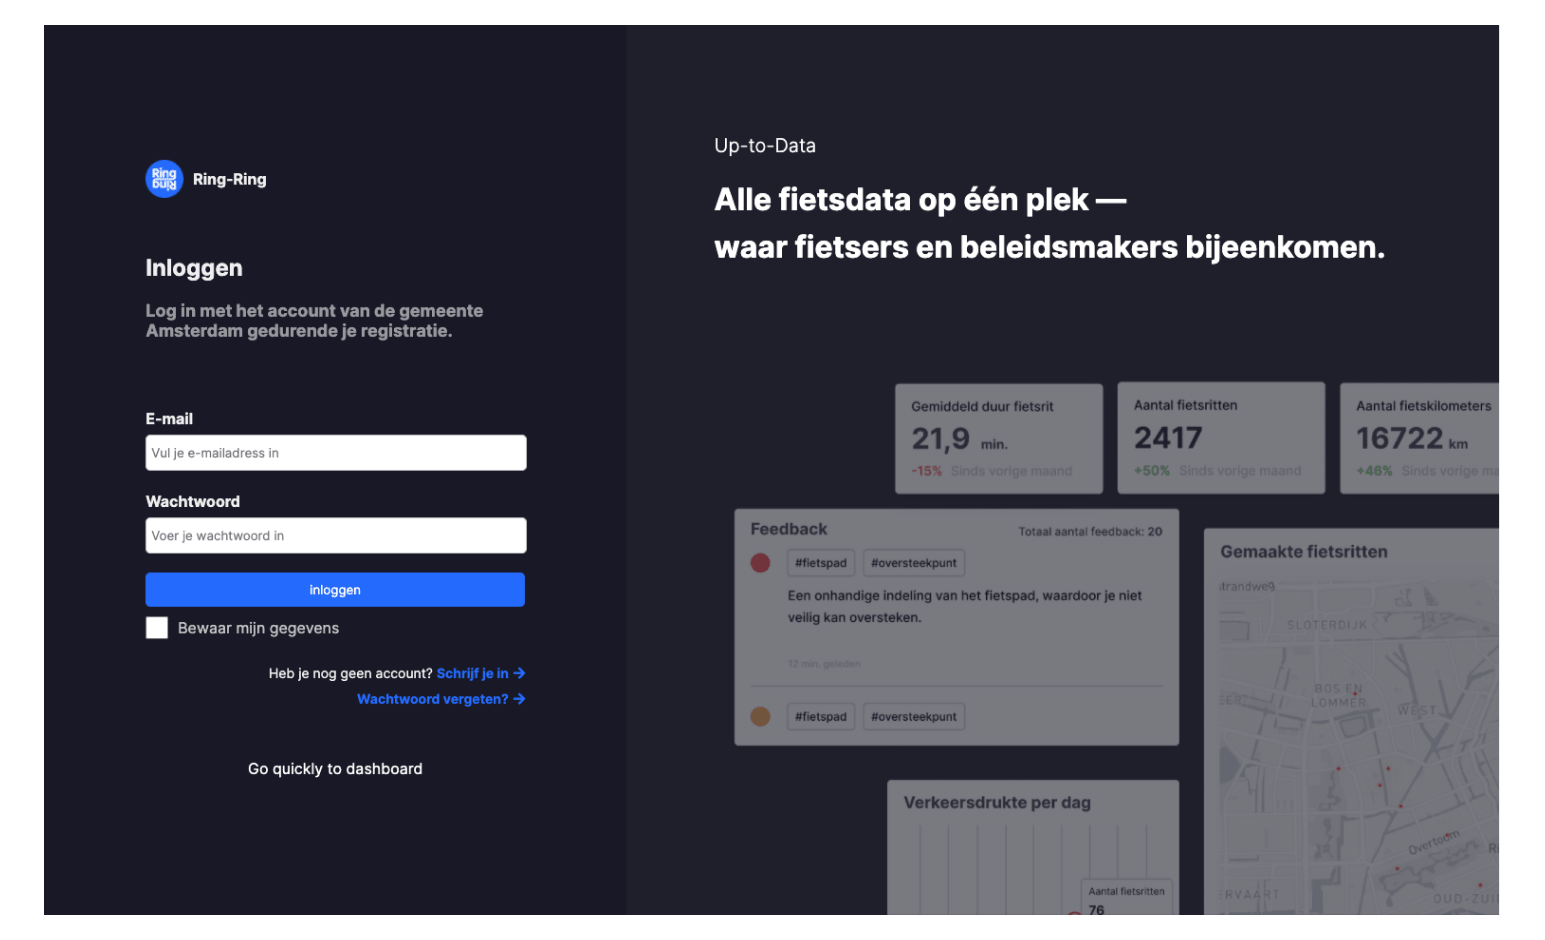 Ring
Ring
Ring-Ring
Inloggen
Log in met het account van de gemeente
Amsterdam gedurende je registratie.
E-mail
Vul je e-mailadress in
Wachtwoord
Voer je wachtwoord in
inloggen
Bewaar mijn gegevens
Heb je nog geen account? Schrijf je in →
Wachtwoord vergeten? →
Go quickly to dashboard
Up-to-Data
Alle fietsdata op één plek —
waar fietsers en beleidsmakers bijeenkomen.
Gemiddeld duur fietsrit
21,9 min.
-15% Sinds vorige maand
Aantal fietsritten
2417
+50% Sinds vorige maand
Aantal fietskilometers
16722 km
+46% Sinds vorige ma
Feedback
Totaal aantal feedback: 20
#fietspad #oversteekpunt
Een onhandige indeling van het fietspad, waardoor je niet
veilig kan oversteken.
12 min. geleden
#fietspad #oversteekpunt
Gemaakte fietsritten
SLOTERDIJK
BOS EN
LOMMER
WEST
Overtoom
ERVAART
OUD-ZUI
Verkeersdrukte per dag
Aantal fietsritten
76